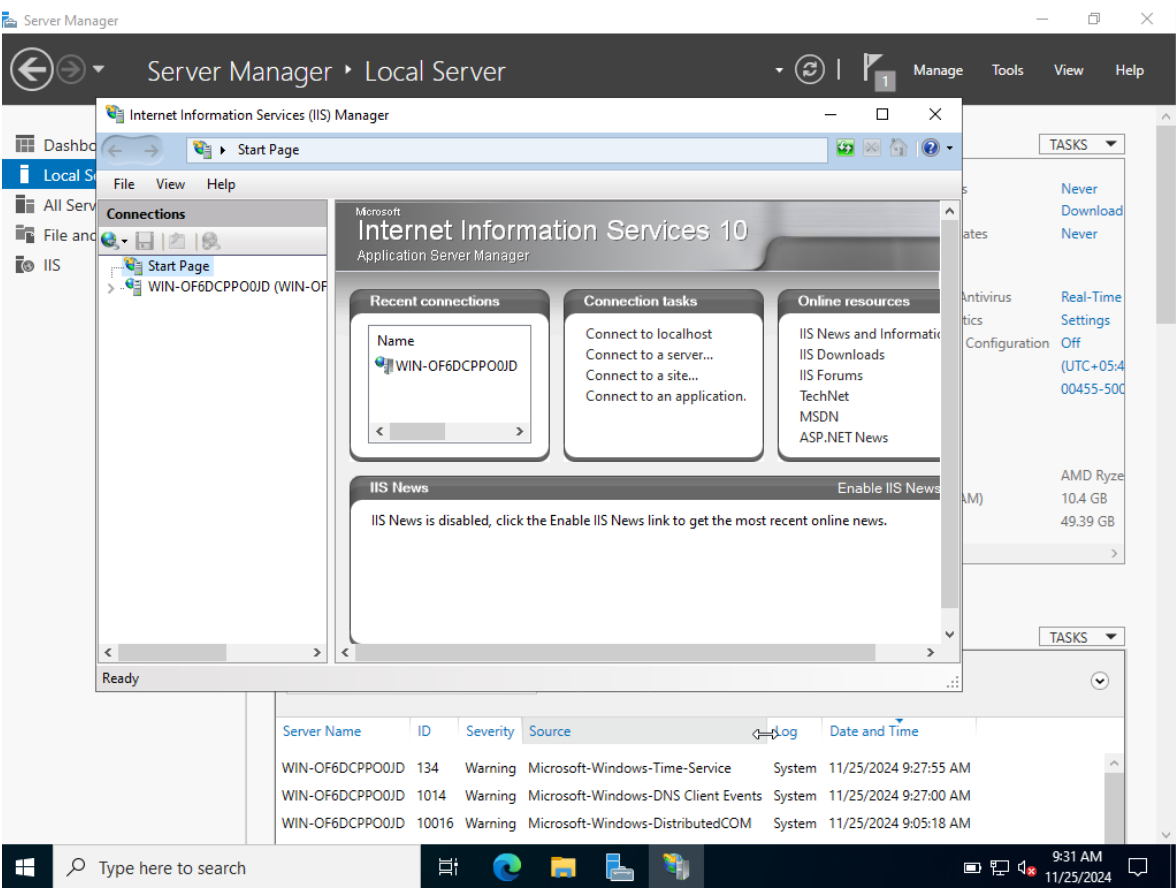 Server Manager
Server Manager • Local Server
1
Manage Tools View Help
Internet Information Services (IIS) Manager
Start Page
File View Help
Dashbo
Local Se
All Serv
File and
IIS
Connections
Start Page
WIN-OF6DCPPO0JD (WIN-OF
Microsoft
Internet Information Services 10
Application Server Manager
Recent connections
Name
WIN-OF6DCPPO0JD
Connection tasks
Connect to localhost
Connect to a server...
Connect to a site...
Connect to an application.
Online resources
IIS News and Informatic
IIS Downloads
IIS Forums
TechNet
MSDN
ASP.NET News
IIS News
Enable IIS News
IIS News is disabled, click the Enable IIS News link to get the most recent online news.
Ready
TASKS
s Never
Download
ates Never
Antivirus Real-Time
tics Settings
Configuration Off
(UTC+05:4
00455-500
AMD Ryze
AM) 10.4 GB
49.39 GB
TASKS
Server Name ID Severity Source Log Date and Time
WIN-OF6DCPPO0JD 134 Warning Microsoft-Windows-Time-Service System 11/25/2024 9:27:55 AM
WIN-OF6DCPPO0JD 1014 Warning Microsoft-Windows-DNS Client Events System 11/25/2024 9:27:00 AM
WIN-OF6DCPPO0JD 10016 Warning Microsoft-Windows-DistributedCOM System 11/25/2024 9:05:18 AM
Type here to search
9:31 AM
11/25/2024